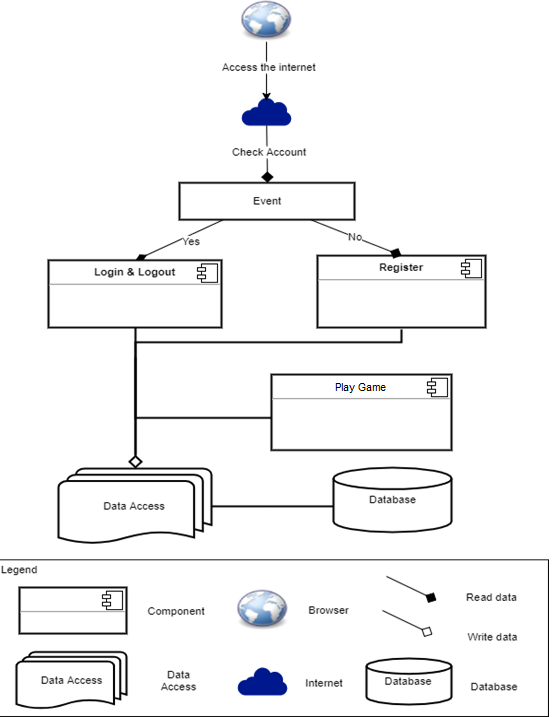 Access the internet
Check Account
Event
Yes
No
Login & Logout
Register
Play Game
Data Access
Database
Legend
Component
Browser
Read data
Write data
Data Access
Data
Access
Internet
Database
Database